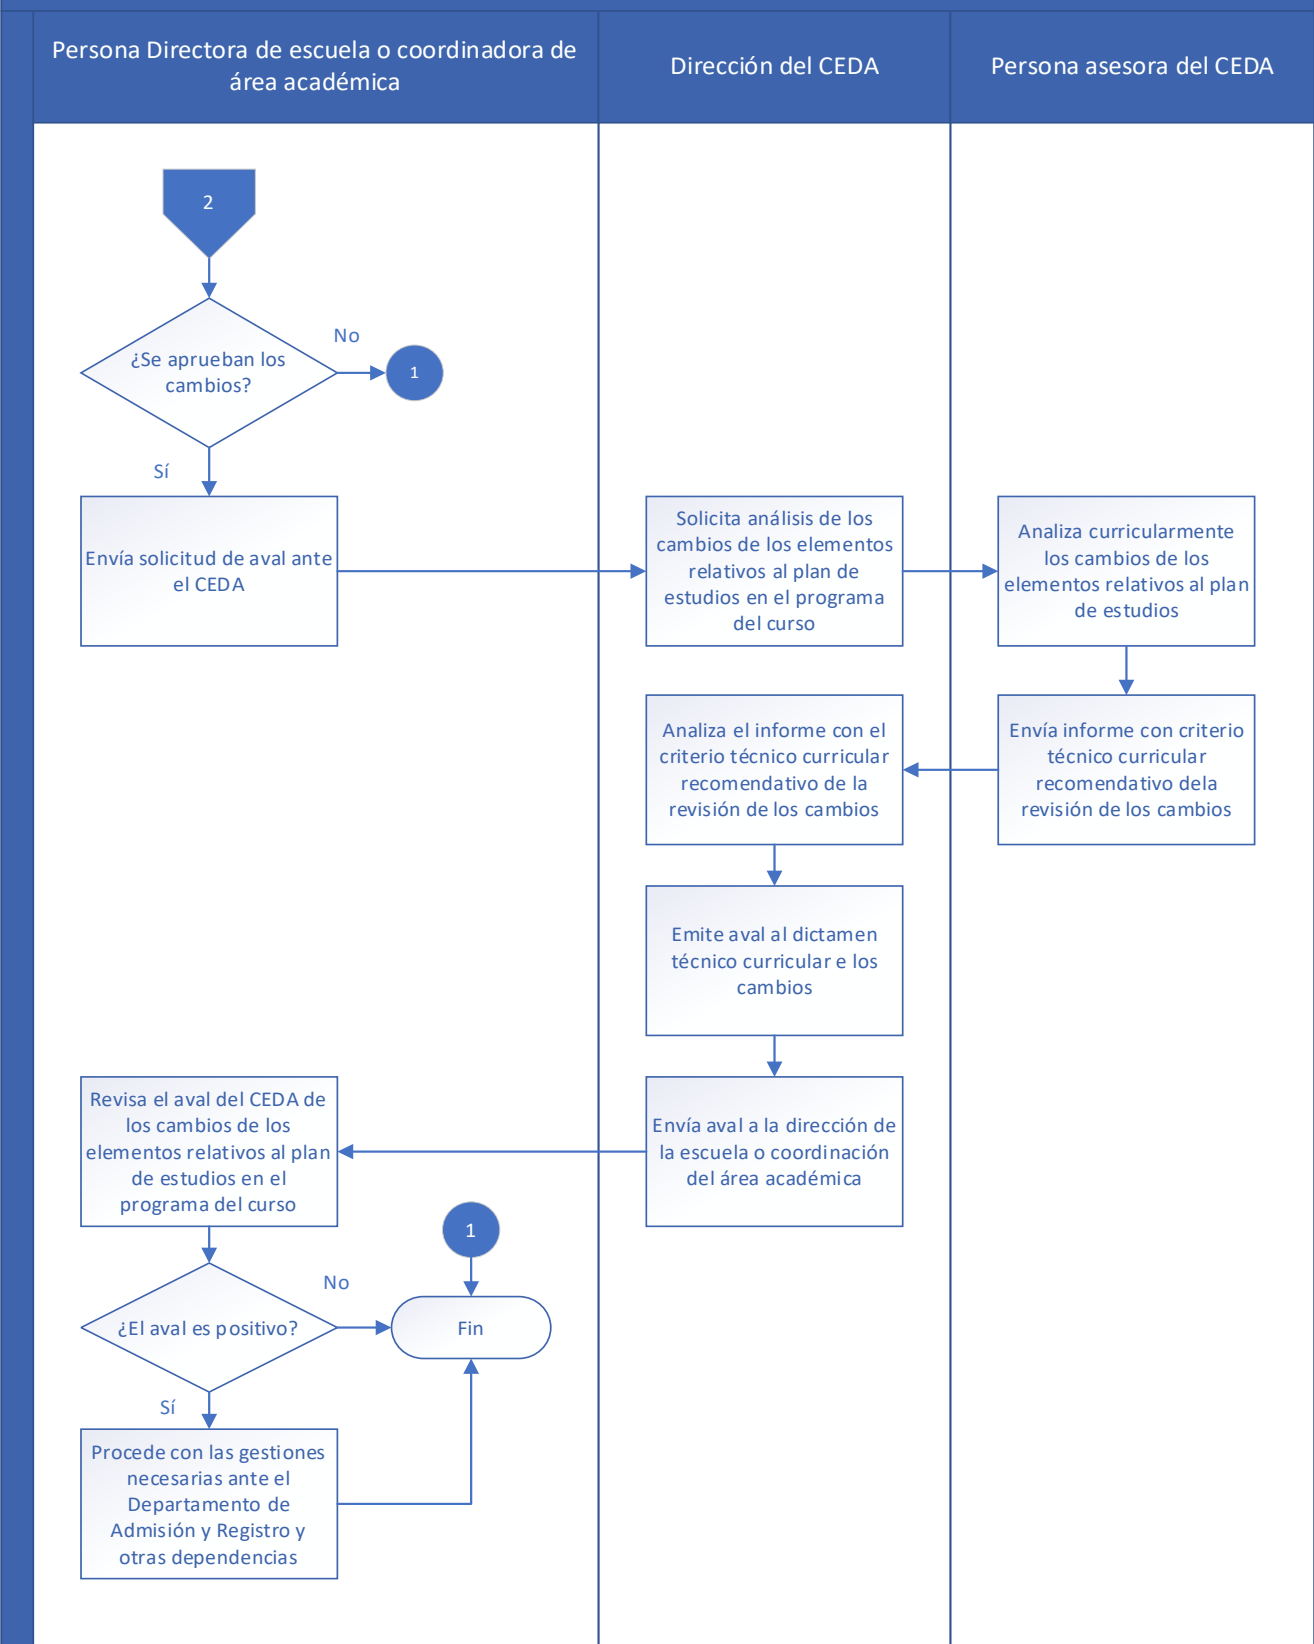 Persona Directora de escuela o coordinadora de
área académica
Dirección del CEDA
Persona asesora del CEDA
2
¿Se aprueban los
cambios?
No
1
Sí
Envía solicitud de aval ante
el CEDA
Solicita análisis de los
cambios de los elementos
relativos al plan de
estudios en el programa
del curso
Analiza curricularmente
los cambios de los
elementos relativos al plan
de estudios
Analiza el informe con el
criterio técnico curricular
recomendativo de la
revisión de los cambios
Envía informe con criterio
técnico curricular
recomendativo dela
revisión de los cambios
Emite aval al dictamen
técnico curricular e los
cambios
Revisa el aval del CEDA de
los cambios de los
elementos relativos al plan
de estudios en el
programa del curso
Envía aval a la dirección de
la escuela o coordinación
del área académica
1
¿El aval es positivo?
No
Fin
Sí
Procede con las gestiones
necesarias ante el
Departamento de
Admisión y Registro y
otras dependencias